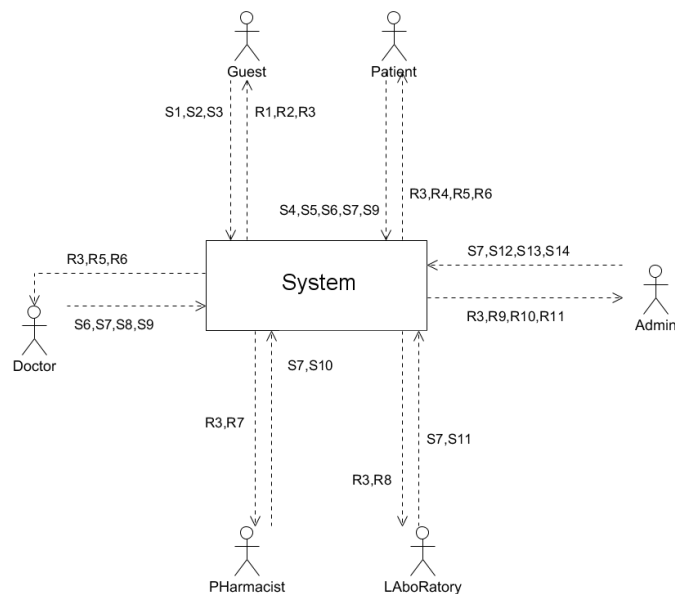 Guest
Patient
S1,S2,S3
R1,R2,R3
R3,R4,R5,R6
S4,S5,S6,S7,S9
R3,R5,R6
System
S7,S12,S13,S14
S6,S7,S8,S9
R3,R9,R10,R11
Doctor
Admin
S7,S10
R3,R7
S7,S11
R3,R8
PHarmacist
LAboRatory